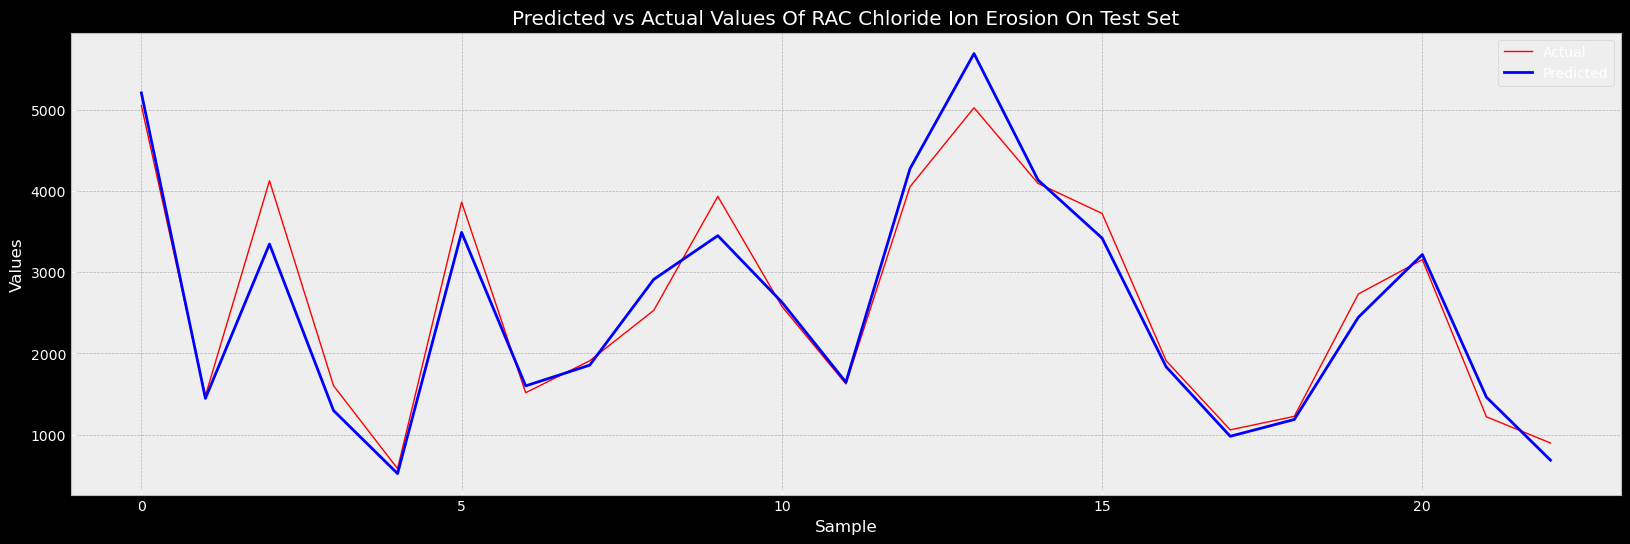 Predicted vs Actual Values Of RAC Chloride Ion Erosion On Test Set
Actual
Predicted
5000
4000
3000
2000
1000
Values
0 5 10 15 20
Sample